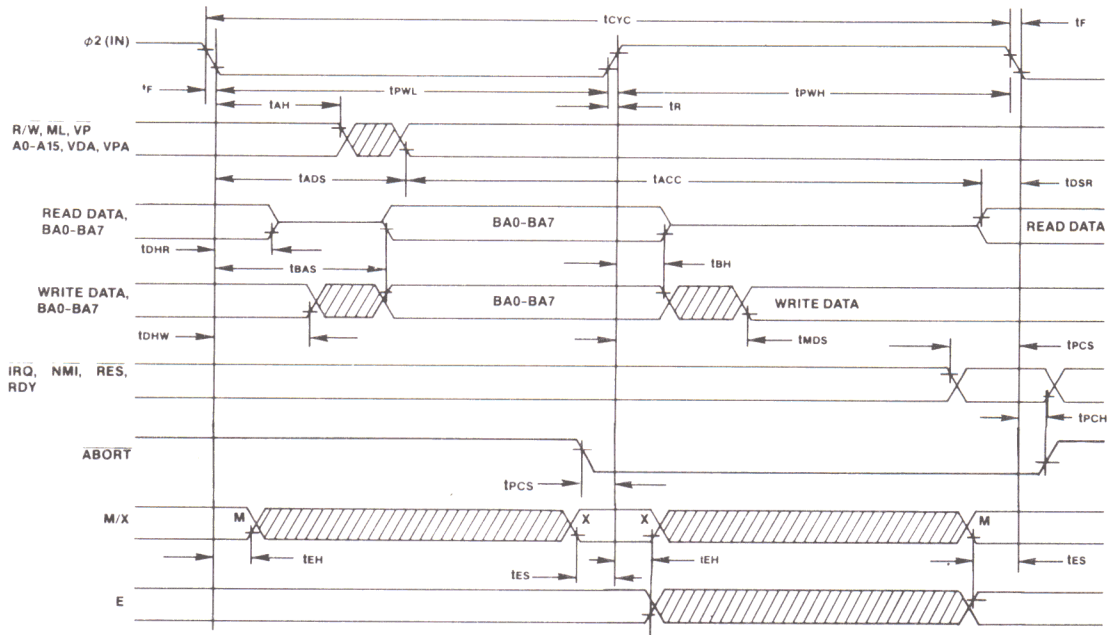 tCYC
tF
φ2 (IN)
tF
tPWL
tPWH
tAH
tR
R/W, ML, VP
A0-A15, VDA, VPA
tADS
tACC
tDSR
READ DATA,
BA0-BA7
BA0-BA7
READ DATA
tDHR
tBAS
tBH
WRITE DATA,
BA0-BA7
BA0-BA7
WRITE DATA
tDHW
tMDS
tPCS
IRQ, NMI, RES,
RDY
tPCH
ABORT
tPCS
M/X
M
X
X
M
tEH
tES
tEH
tES
E